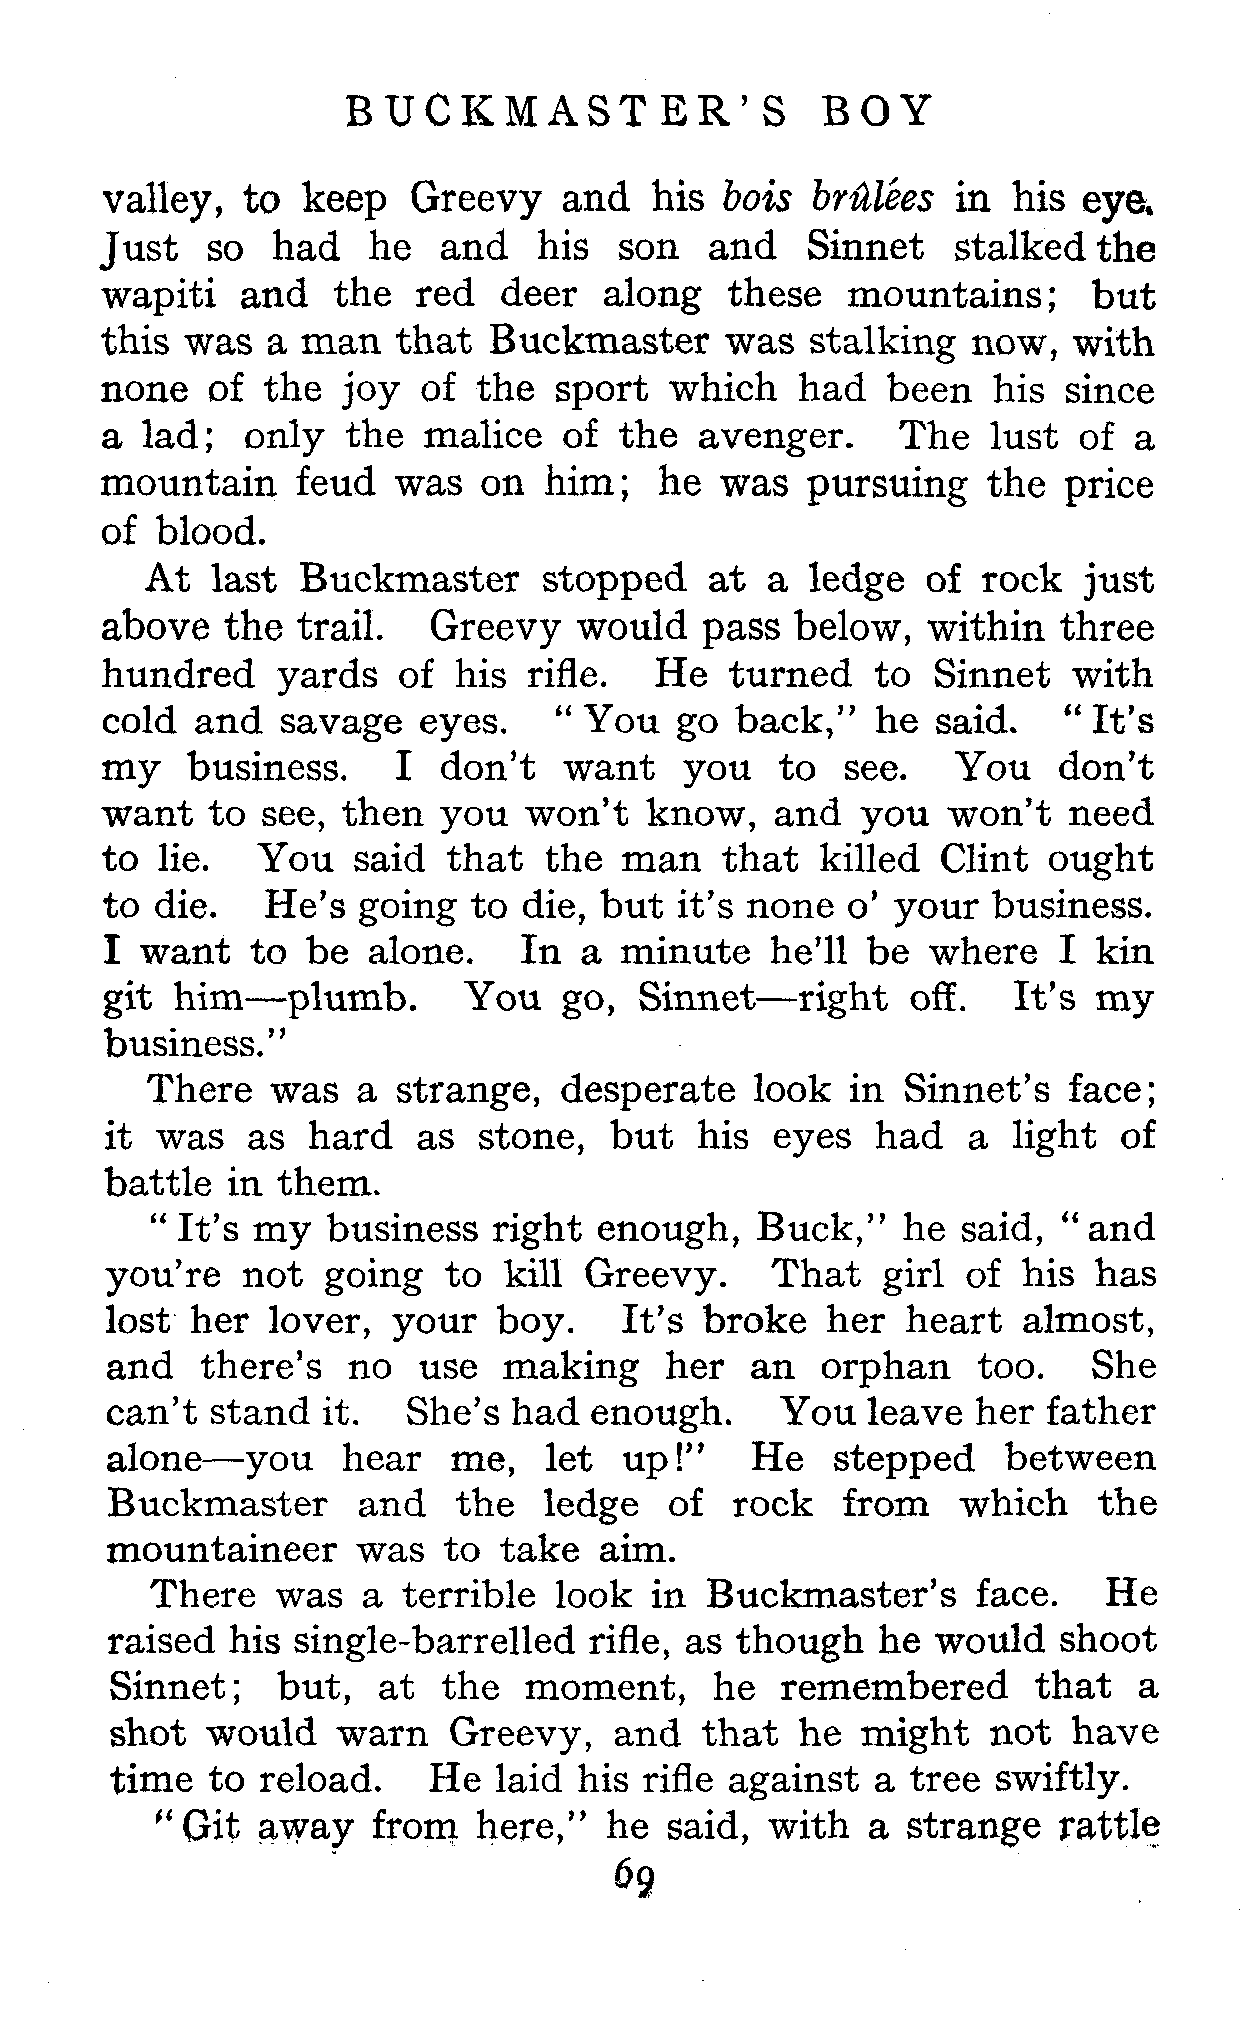 BUCKMASTER'S BOY
valley, to keep Greevy and his bois brûlées in his eye.
Just so had he and his son and Sinnet stalked the
wapiti and the red deer along these mountains; but
this was a man that Buckmaster was stalking now, with
none of the joy of the sport which had been his since
a lad; only the malice of the avenger. The lust of a
mountain feud was on him; he was pursuing the price
of blood.
At last Buckmaster stopped at a ledge of rock just
above the trail. Greevy would pass below, within three
hundred yards of his rifle. He turned to Sinnet with
cold and savage eyes. "You go back," he said. "It's
my business. I don't want you to see. You don't
want to see, then you won't know, and you won't need
to lie. You said that the man that killed Clint ought
to die. He's going to die, but it's none o' your business.
I want to be alone. In a minute he'll be where I kin
git him—plumb. You go, Sinnet—right off. It's my
business."
There was a strange, desperate look in Sinnet's face;
it was as hard as stone, but his eyes had a light of
battle in them.
"It's my business right enough, Buck," he said, "and
you're not going to kill Greevy. That girl of his has
lost her lover, your boy. It's broke her heart almost,
and there's no use making her an orphan too. She
can't stand it. She's had enough. You leave her father
alone—you hear me, let up!" He stepped between
Buckmaster and the ledge of rock from which the
mountaineer was to take aim.
There was a terrible look in Buckmaster's face. He
raised his single-barrelled rifle, as though he would shoot
Sinnet; but, at the moment, he remembered that a
shot would warn Greevy, and that he might not have
time to reload. He laid his rifle against a tree swiftly.
"Git away from here," he said, with a strange rattle
69